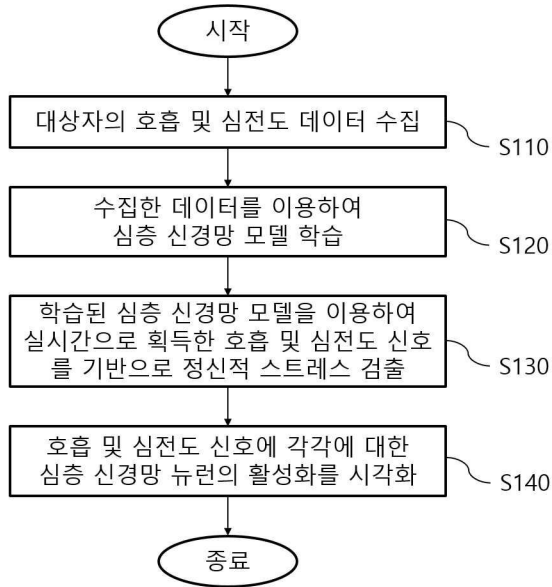 시작
대상자의 호흡 및 심전도 데이터 수집
S110
수집한 데이터를 이용하여
심층 신경망 모델 학습
S120
학습된 심층 신경망 모델을 이용하여
실시간으로 획득한 호흡 및 심전도 신호
를 기반으로 정신적 스트레스 검출
S130
호흡 및 심전도 신호에 각각에 대한
심층 신경망 뉴런의 활성화를 시각화
S140
종료